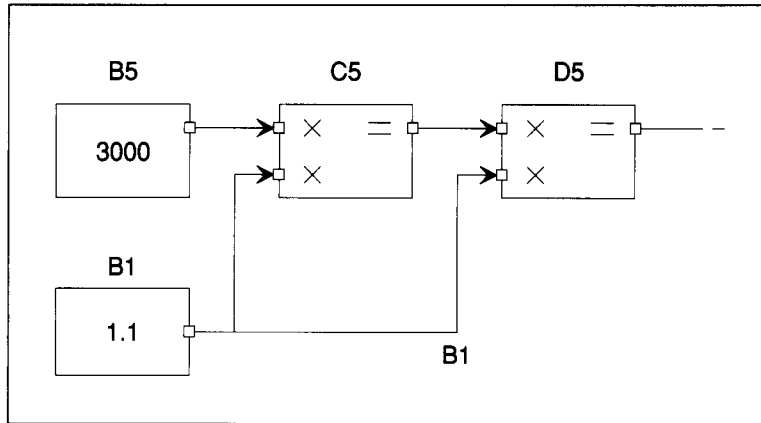 B5 C5 D5
3000 × = × =
× ×
B1
1.1
B1